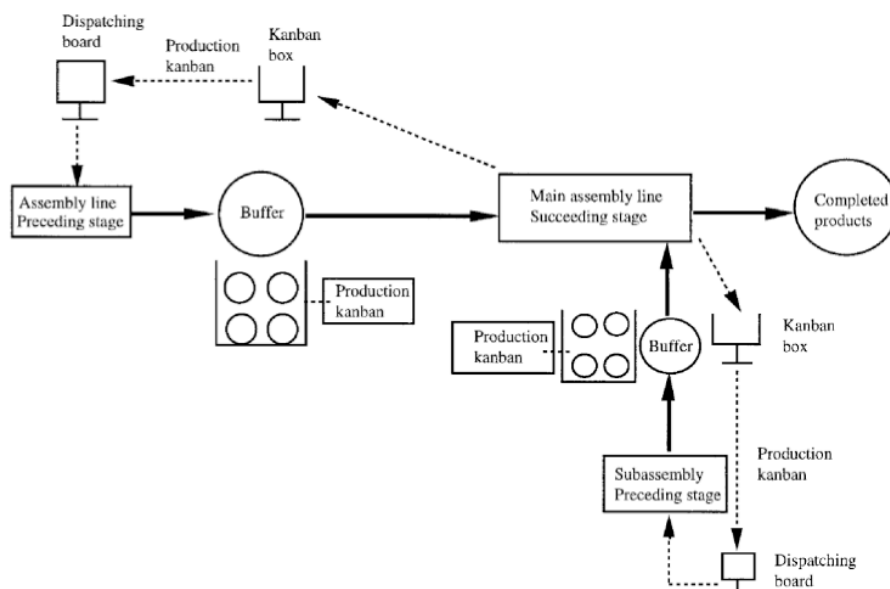 Dispatching
board
Production
kanban
Kanban
box
Assembly line
Preceding stage
Buffer
Main assembly line
Succeeding stage
Completed
products
Production
kanban
Production
kanban
Buffer
Kanban
box
Subassembly
Preceding stage
Production
kanban
Dispatching
board